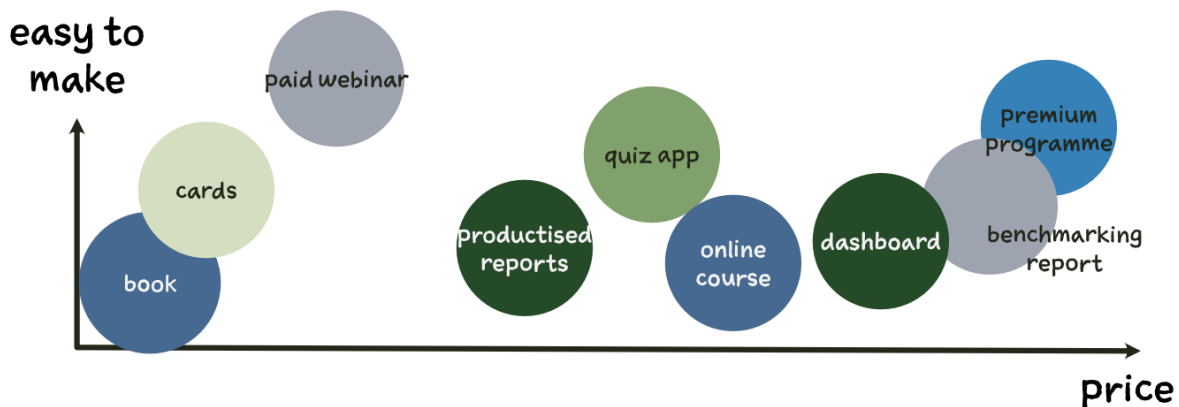 easy to
make
paid webinar
premium
programme
quiz app
cards
productised
reports
online
course
dashboard
benchmarking
report
book
price